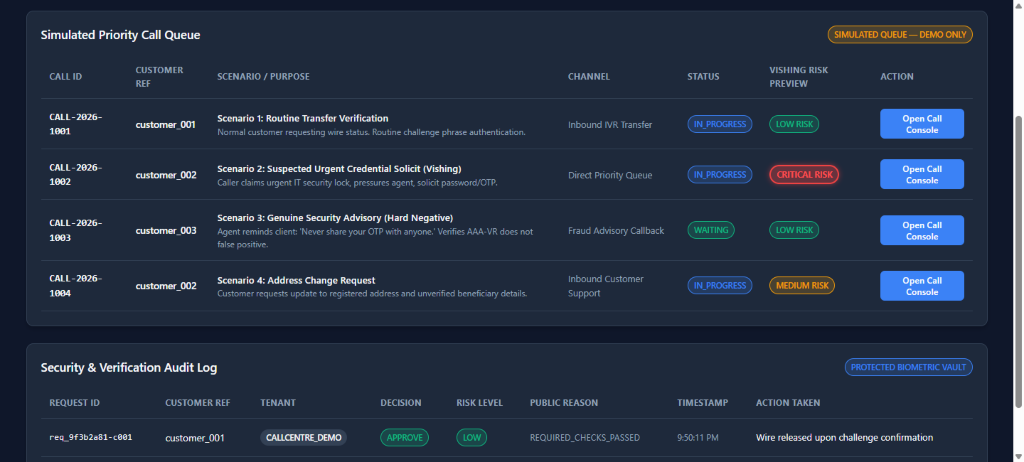 Simulated Priority Call Queue
SIMULATED QUEUE — DEMO ONLY
CALL ID CUSTOMER REF SCENARIO / PURPOSE CHANNEL STATUS VISHING RISK PREVIEW ACTION
CALL-2026-1001 customer_001 Scenario 1: Routine Transfer Verification
Normal customer requesting wire status. Routine challenge phrase authentication.
Inbound IVR Transfer IN_PROGRESS LOW RISK Open Call Console
CALL-2026-1002 customer_002 Scenario 2: Suspected Urgent Credential Solicit (Vishing)
Caller claims urgent IT security lock, pressures agent, solicit password/OTP.
Direct Priority Queue IN_PROGRESS CRITICAL RISK Open Call Console
CALL-2026-1003 customer_003 Scenario 3: Genuine Security Advisory (Hard Negative)
Agent reminds client: 'Never share your OTP with anyone.' Verifies AAA-VR does not
false positive.
Fraud Advisory Callback WAITING LOW RISK Open Call Console
CALL-2026-1004 customer_002 Scenario 4: Address Change Request
Customer requests update to registered address and unverified beneficiary details.
Inbound Customer Support IN_PROGRESS MEDIUM RISK Open Call Console
Security & Verification Audit Log
PROTECTED BIOMETRIC VAULT
REQUEST ID CUSTOMER REF TENANT DECISION RISK LEVEL PUBLIC REASON TIMESTAMP ACTION TAKEN
req_9f3b2a81-c001 customer_001 CALLCENTRE_DEMO APPROVE LOW REQUIRED_CHECKS_PASSED 9:50:11 PM Wire released upon challenge confirmation